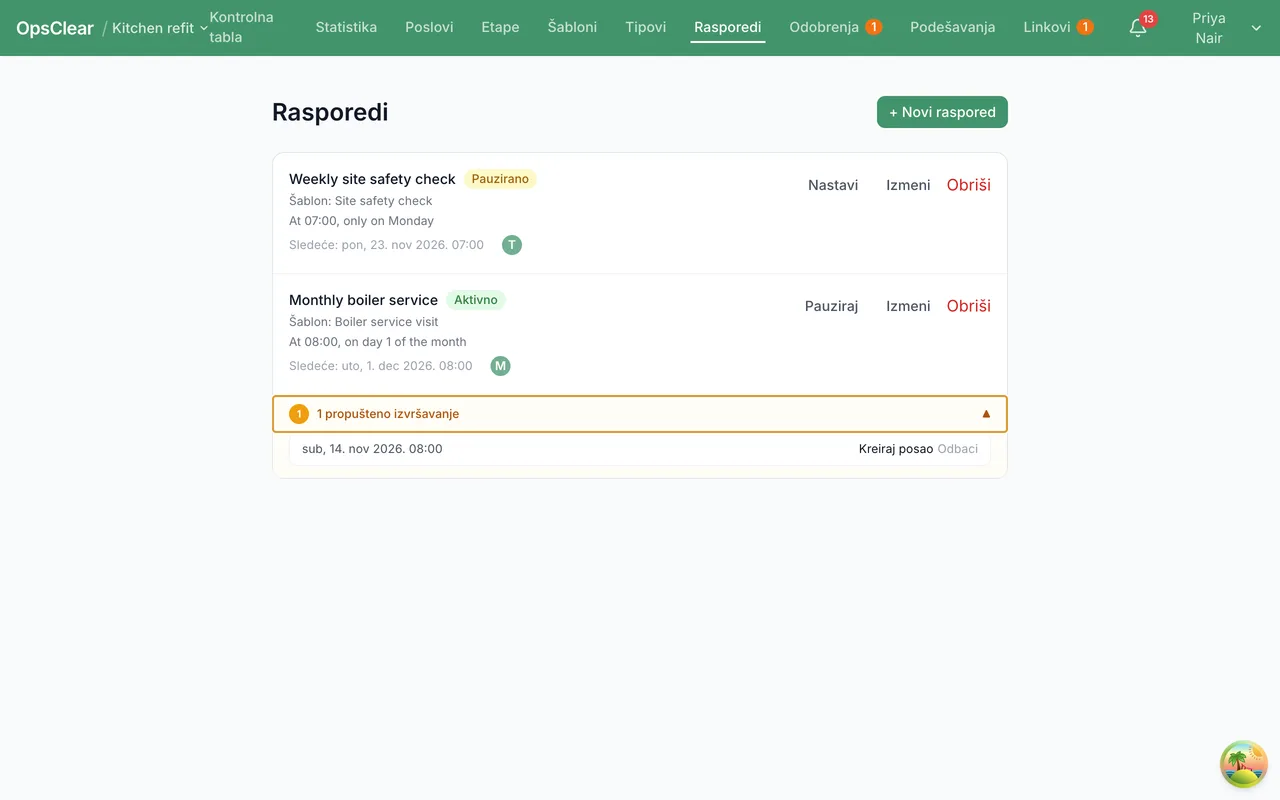 OpsClear / Kitchen refit
Kontrolna
tabla
Statistika
Poslovi
Etape
Šabloni
Tipovi
Rasporedi
Odobrenja 1
Podešavanja
Linkovi 1
13
Priya
Nair
Rasporedi
+ Novi raspored
Weekly site safety check Pauzirano
Nastavi Izmeni Obriši
Šablon: Site safety check
At 07:00, only on Monday
Sledeće: pon, 23. nov 2026. 07:00 T
Monthly boiler service Aktivno
Pauziraj Izmeni Obriši
Šablon: Boiler service visit
At 08:00, on day 1 of the month
Sledeće: uto, 1. dec 2026. 08:00 M
1 1 propušteno izvršavanje ▲
sub, 14. nov 2026. 08:00 Kreiraj posao Odbaci